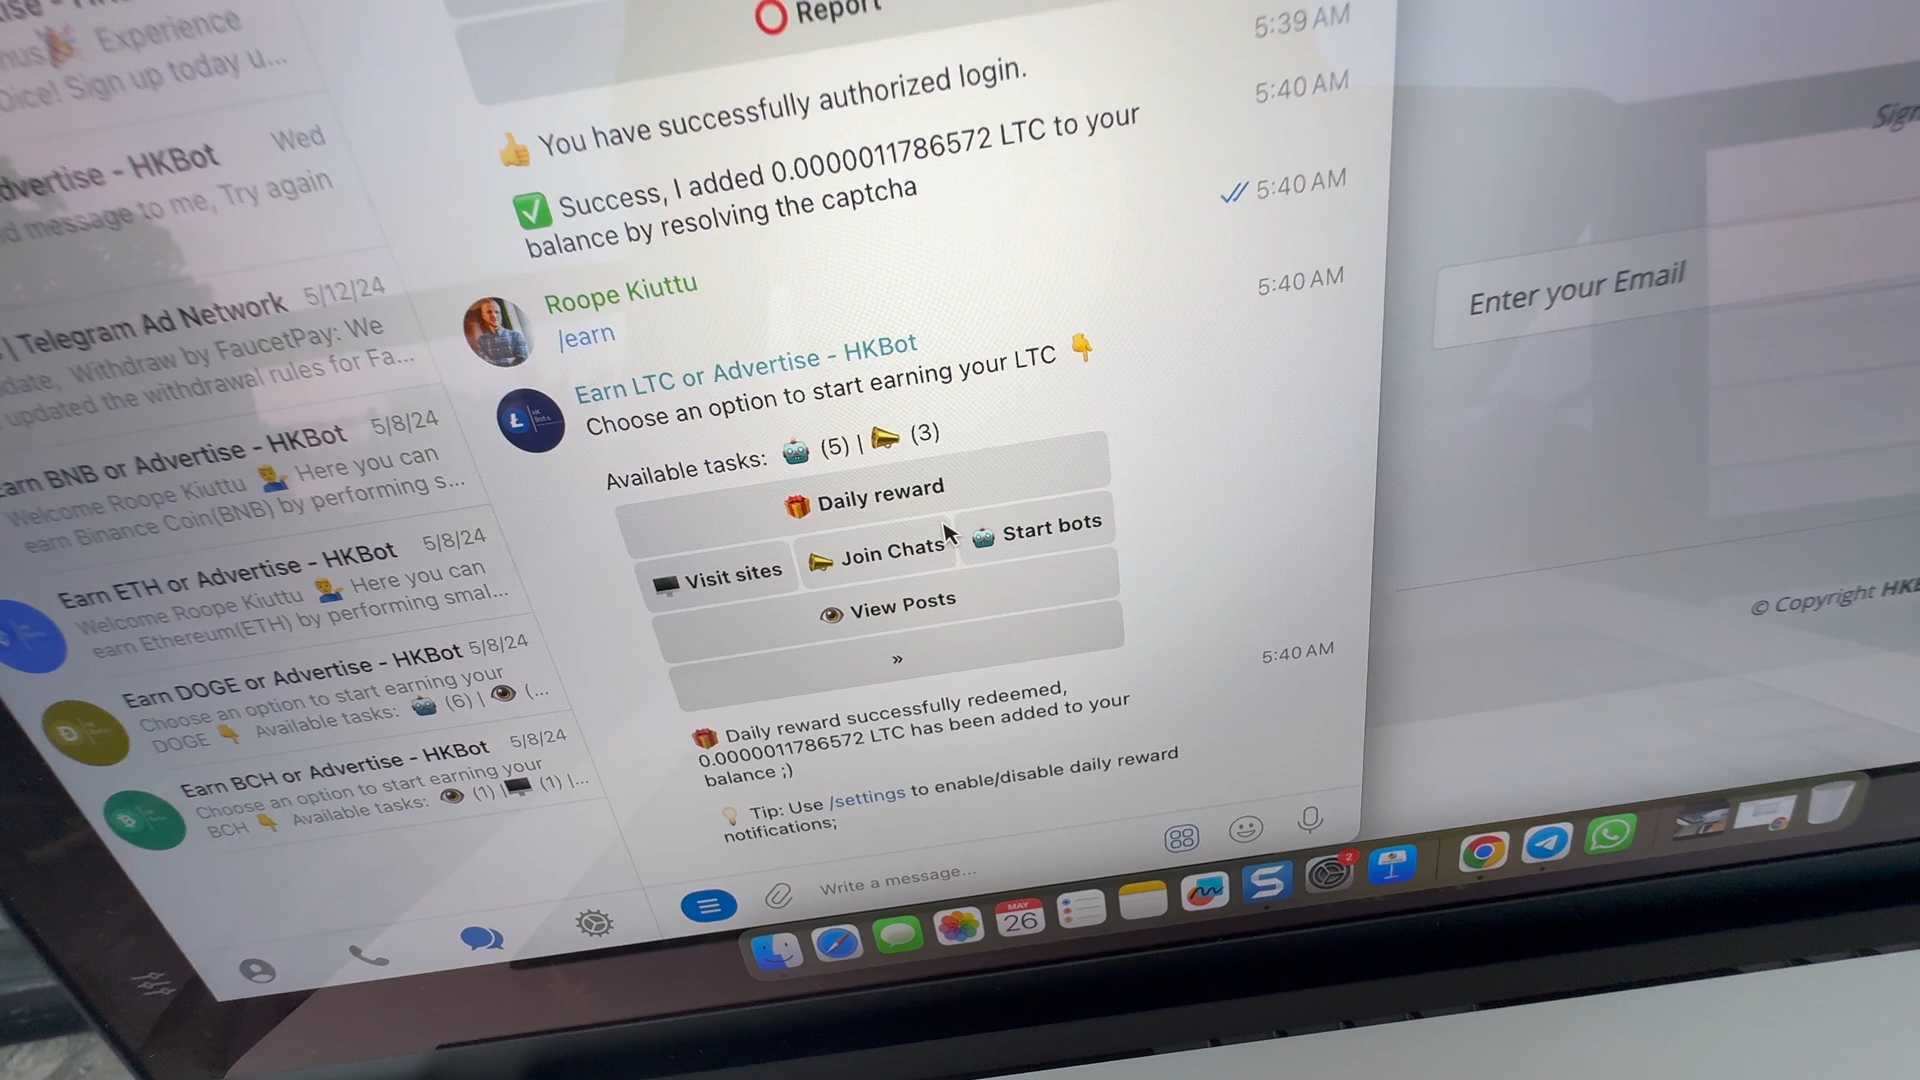 Experience
Dice! Sign up today u...
dvertise - HKBot
Wed
d message to me, Try again
| Telegram Ad Network
5/12/24
date, Withdraw by FaucetPay: We
updated the withdrawal rules for Fa...
arn BNB or Advertise - HKBot
5/8/24
Welcome Roope Kiuttu 💁‍♂️ Here you can
earn Binance Coin(BNB) by performing s...
Earn ETH or Advertise - HKBot
5/8/24
Welcome Roope Kiuttu 💁‍♂️ Here you can
earn Ethereum(ETH) by performing smal...
Earn DOGE or Advertise - HKBot
5/8/24
Choose an option to start earning your
DOGE 👇 Available tasks: 🤖 (6) | 👁 (...
Earn BCH or Advertise - HKBot
5/8/24
Choose an option to start earning your
BCH 👇 Available tasks: 👁 (1) |🖥 (1) |...
⭕ Report
5:39 AM
👍 You have successfully authorized login.
5:40 AM
✅ Success, I added 0.0000011786572 LTC to your
balance by resolving the captcha
5:40 AM
Roope Kiuttu
/earn
5:40 AM
Earn LTC or Advertise - HKBot
Choose an option to start earning your LTC 👇
Available tasks: 🤖 (5) | 📣 (3)
🎁 Daily reward
🖥 Visit sites
📣 Join Chats
🤖 Start bots
👁 View Posts
»
5:40 AM
🎁 Daily reward successfully redeemed,
0.0000011786572 LTC has been added to your
balance ;)
💡 Tip: Use /settings to enable/disable daily reward
notifications;
Write a message...
MAY
26
2
Sign
Enter your Email
© Copyright HKB